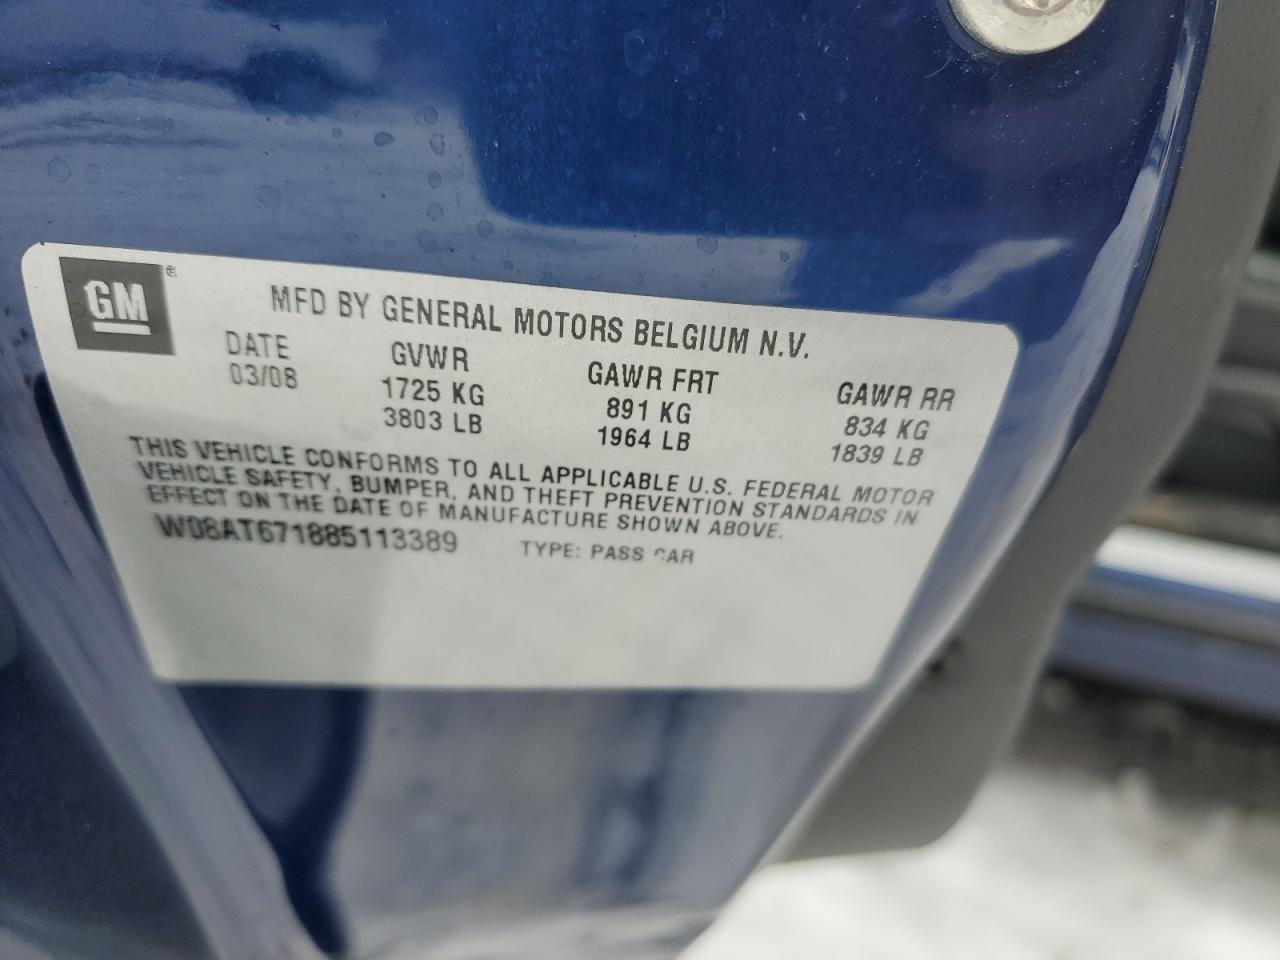 GM ®
MFD BY GENERAL MOTORS BELGIUM N.V.
DATE GVWR GAWR FRT GAWR RR
03/08 1725 KG 891 KG 834 KG
3803 LB 1964 LB 1839 LB
THIS VEHICLE CONFORMS TO ALL APPLICABLE U.S. FEDERAL MOTOR
VEHICLE SAFETY, BUMPER, AND THEFT PREVENTION STANDARDS IN
EFFECT ON THE DATE OF MANUFACTURE SHOWN ABOVE.
W08AT671885113389 TYPE: PASS CAR